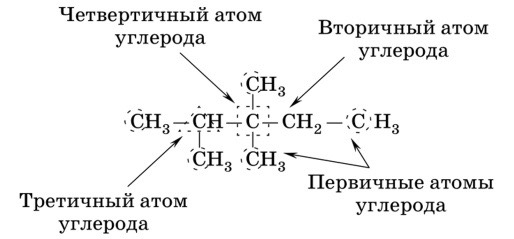 Четвертичный атом
углерода
Вторичный атом
углерода
CH₃
CH₃—CH—C—CH₂—CH₃
CH₃ CH₃
Третичный атом
углерода
Первичные атомы
углерода